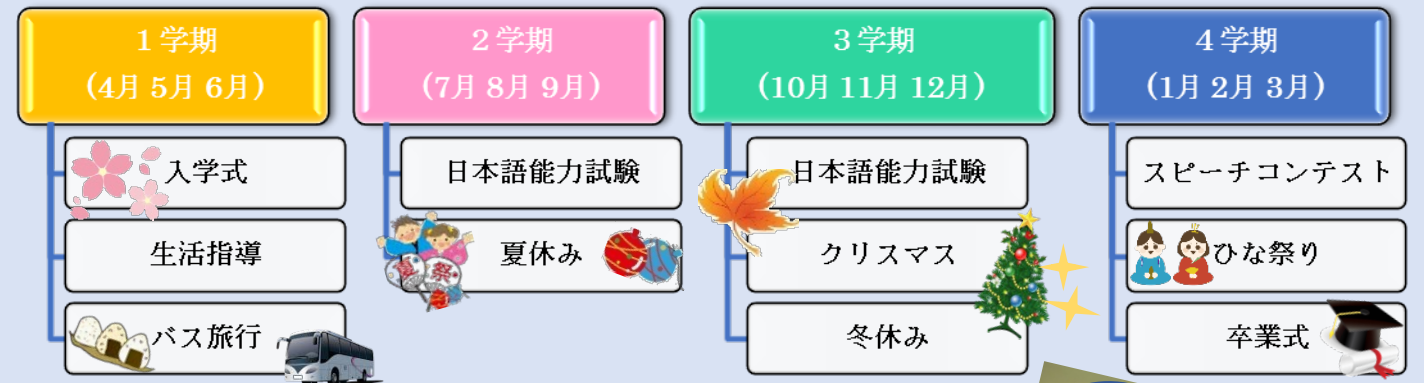 1学期
(4月 5月 6月)
入学式
生活指導
バス旅行
2学期
(7月 8月 9月)
日本語能力試験
夏休み
夏
祭
3学期
(10月 11月 12月)
日本語能力試験
クリスマス
冬休み
4学期
(1月 2月 3月)
スピーチコンテスト
ひな祭り
卒業式